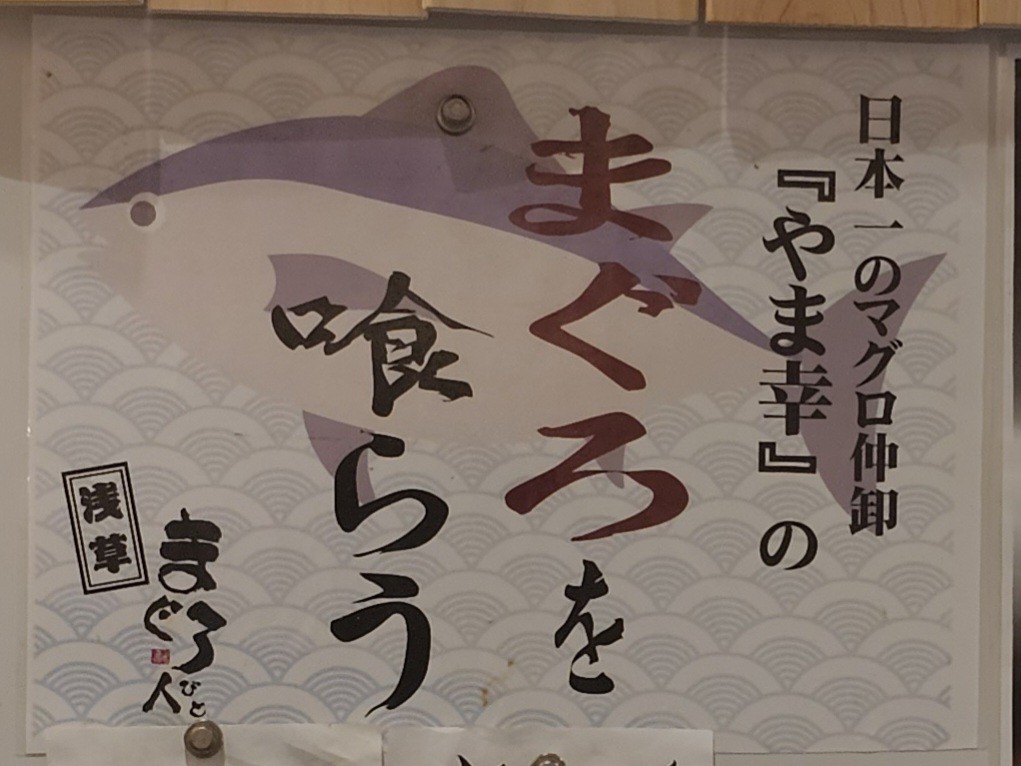 日本一のマグロ仲卸
『やま幸』の
まぐろを
喰らう
浅草
まぐろ人
びと